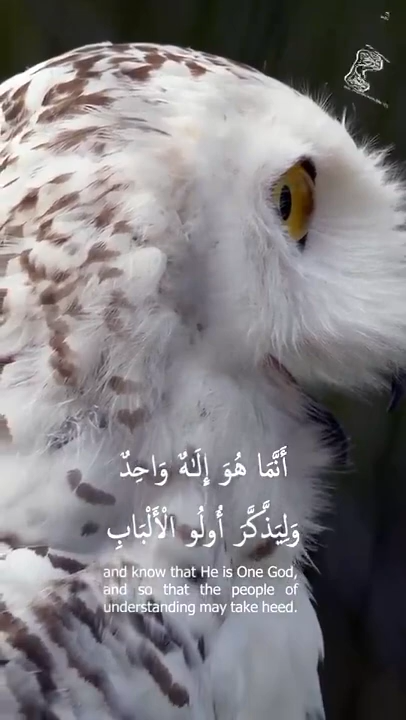 أَنَّمَا هُوَ إِلَٰهٌ وَاحِدٌ
وَلِيَذَّكَّرَ أُولُو الْأَلْبَابِ
and know that He is One God,
and so that the people of
understanding may take heed.